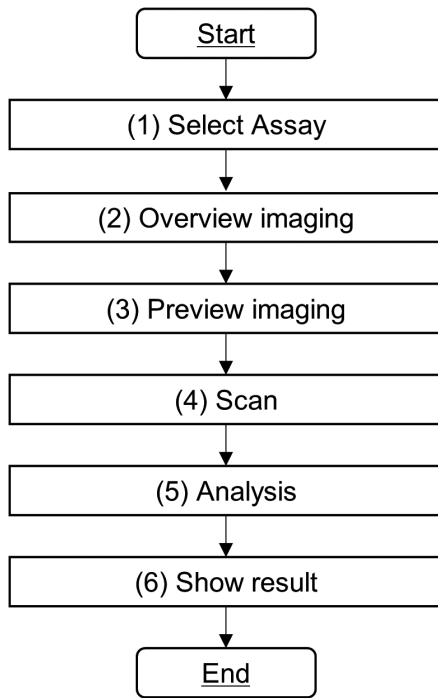 Start
(1) Select Assay
(2) Overview imaging
(3) Preview imaging
(4) Scan
(5) Analysis
(6) Show result
End